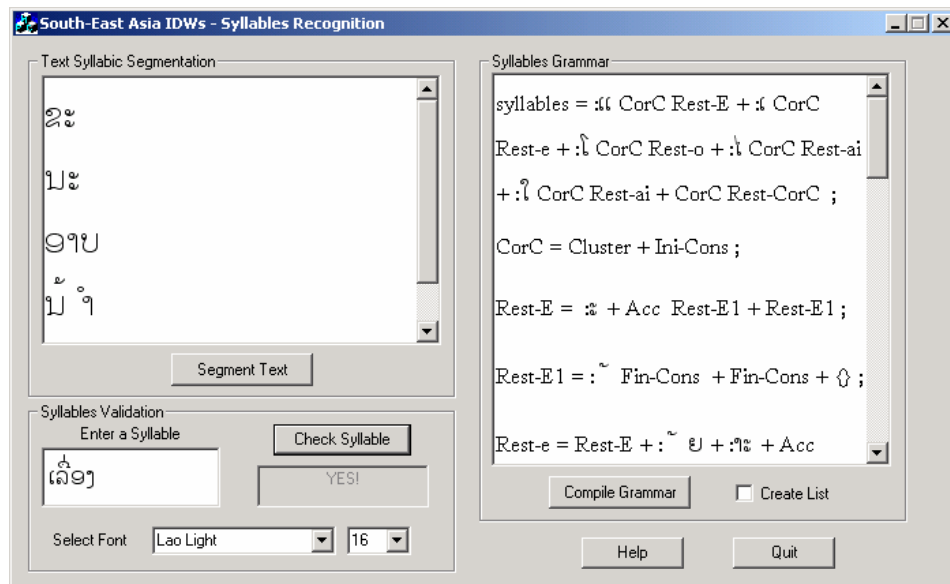 South-East Asia IDWs - Syllables Recognition
Text Syllabic Segmentation
ຂະ
ນະ
ອາບ
ນ້ ຳ
Segment Text
Syllables Validation
Enter a Syllable
Check Syllable
ເລື່ອງ
YES!
Select Font
Lao Light
16
Syllables Grammar
syllables = :ແ CorC Rest-E + :ເ CorC
Rest-e + :ໂ CorC Rest-o + :ໄ CorC Rest-ai
+ :ໃ CorC Rest-ai + CorC Rest-CorC ;
CorC = Cluster + Ini-Cons ;
Rest-E = :ະ + Acc Rest-E1 + Rest-E1 ;
Rest-E1 = : ັ Fin-Cons + Fin-Cons + {} ;
Rest-e = Rest-E + : ັ ຍ + :າະ + Acc
Compile Grammar
Create List
Help
Quit